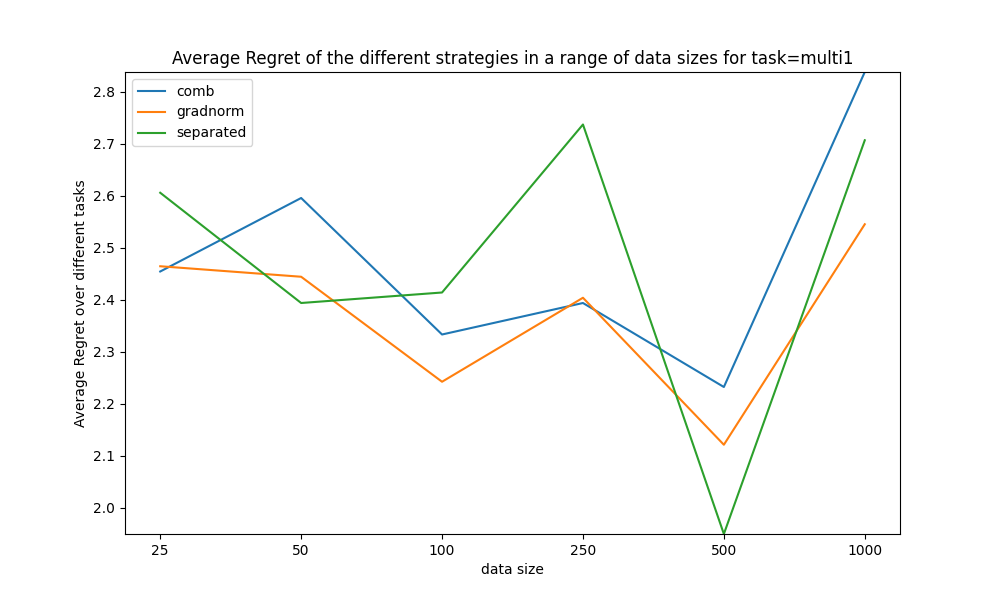 Average Regret of the different strategies in a range of data sizes for task=multi1
comb
gradnorm
separated
Average Regret over different tasks
2.8
2.7
2.6
2.5
2.4
2.3
2.2
2.1
2.0
25 50 100 250 500 1000
data size